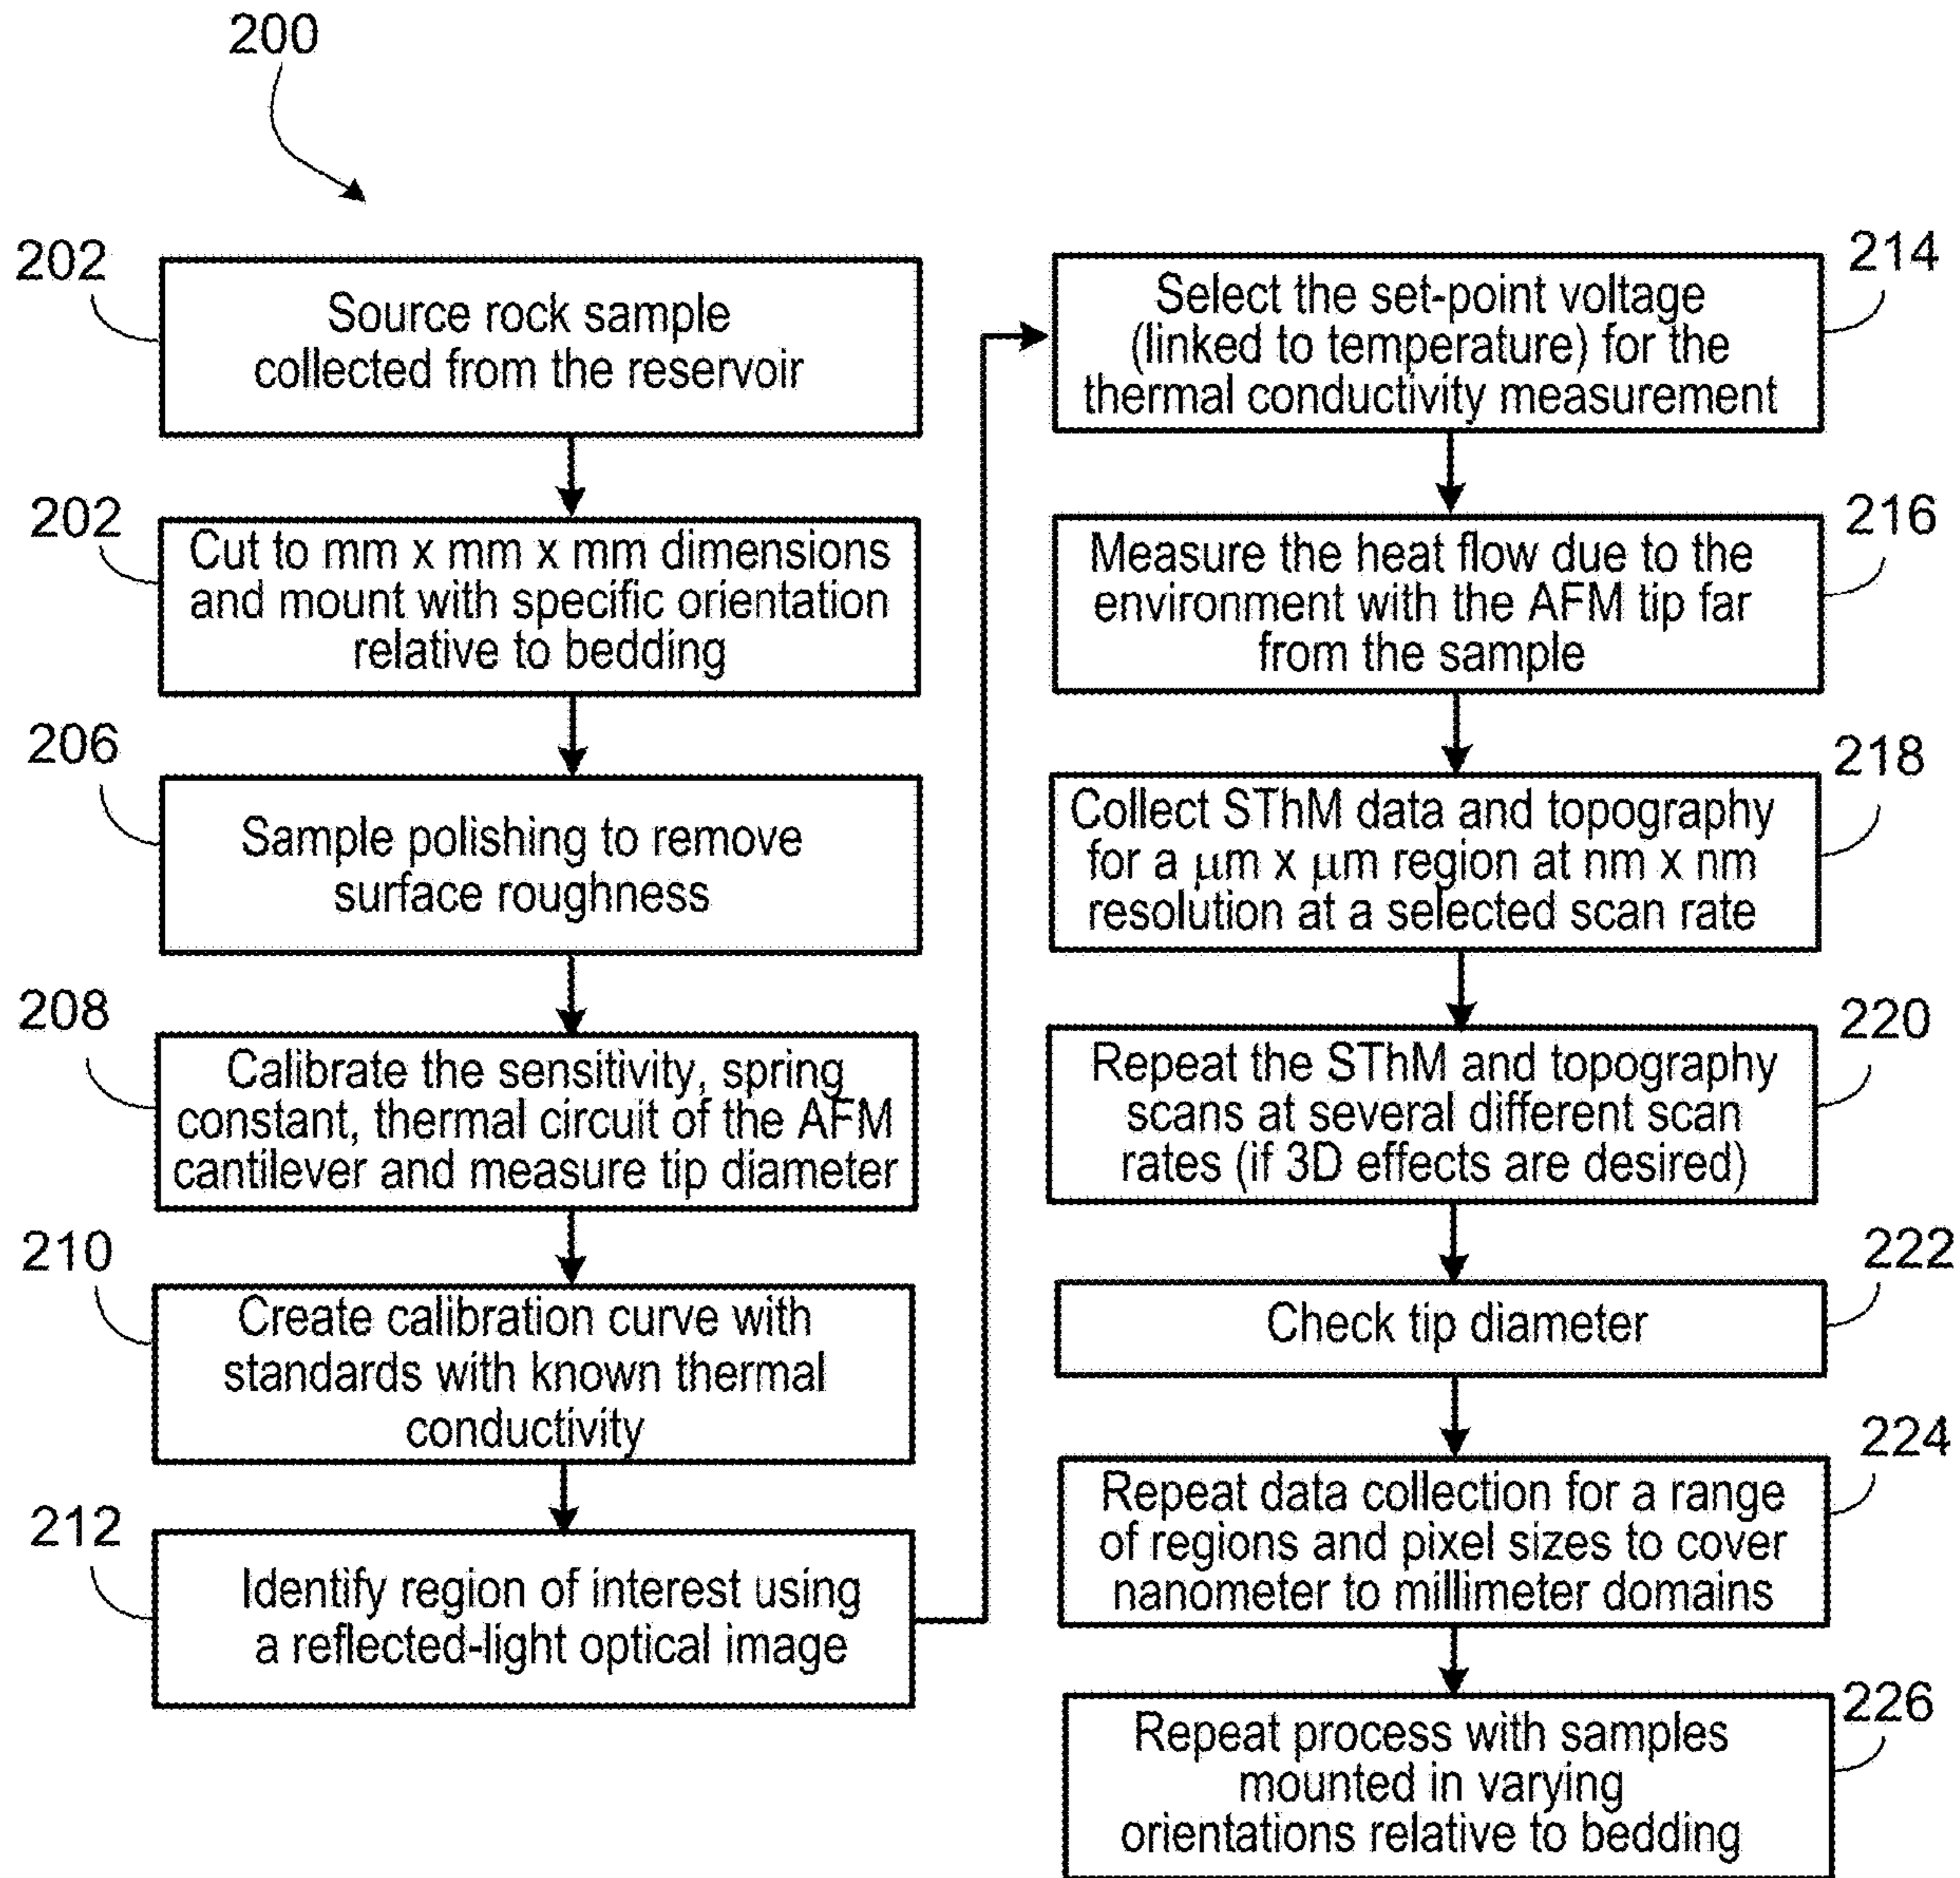 200
202
Source rock sample
collected from the reservoir
202
Cut to mm x mm x mm dimensions
and mount with specific orientation
relative to bedding
206
Sample polishing to remove
surface roughness
208
Calibrate the sensitivity, spring
constant, thermal circuit of the AFM
cantilever and measure tip diameter
210
Create calibration curve with
standards with known thermal
conductivity
212
Identify region of interest using
a reflected-light optical image
214
Select the set-point voltage
(linked to temperature) for the
thermal conductivity measurement
216
Measure the heat flow due to the
environment with the AFM tip far
from the sample
218
Collect SThM data and topography
for a μm x μm region at nm x nm
resolution at a selected scan rate
220
Repeat the SThM and topography
scans at several different scan
rates (if 3D effects are desired)
222
Check tip diameter
224
Repeat data collection for a range
of regions and pixel sizes to cover
nanometer to millimeter domains
226
Repeat process with samples
mounted in varying
orientations relative to bedding